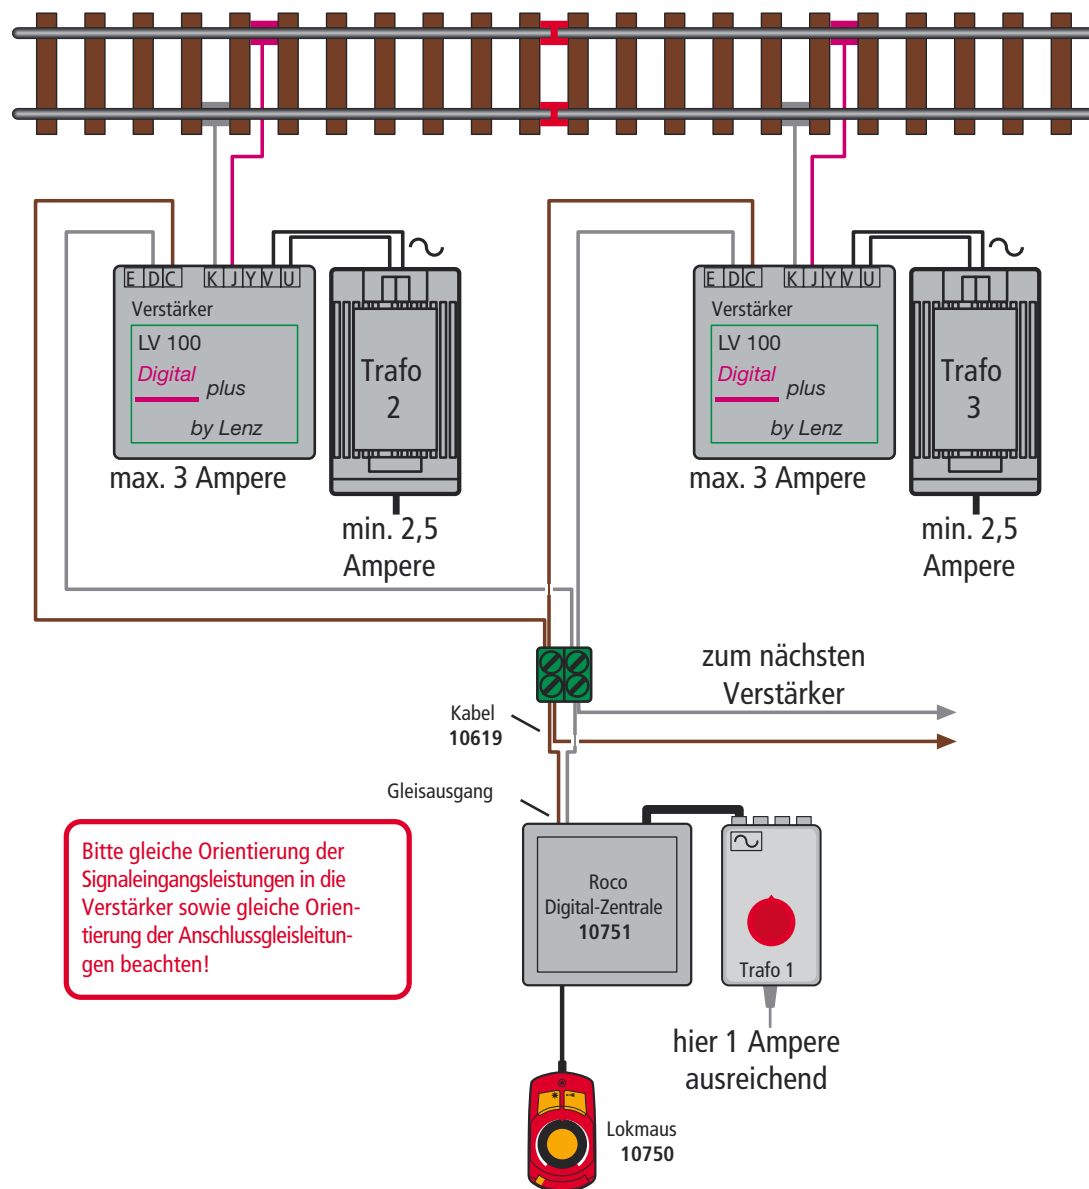 E D C K J Y V U
Verstärker
LV 100
Digital
plus
by Lenz
max. 3 Ampere
Trafo
2
min. 2,5
Ampere
E D C K J Y V U
Verstärker
LV 100
Digital
plus
by Lenz
max. 3 Ampere
Trafo
3
min. 2,5
Ampere
zum nächsten
Verstärker
Kabel
10619
Gleisausgang
Bitte gleiche Orientierung der
Signaleingangsleistungen in die
Verstärker sowie gleiche Orien-
tierung der Anschlussgleisleitun-
gen beachten!
Roco
Digital-Zentrale
10751
Trafo 1
hier 1 Ampere
ausreichend
Lokmaus
10750